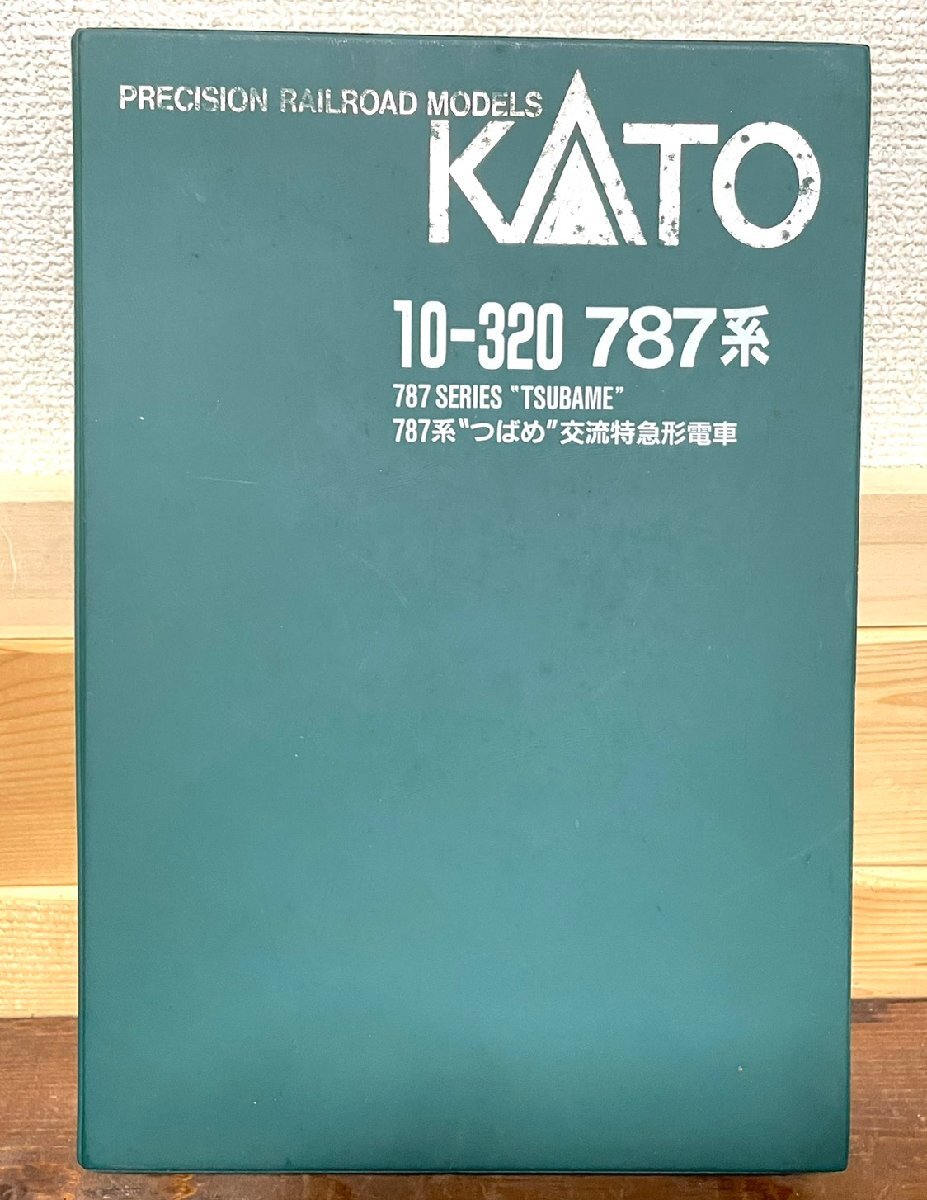 PRECISION RAILROAD MODELS
KATO
10-320 787系
787 SERIES "TSUBAME"
787系"つばめ"交流特急形電車